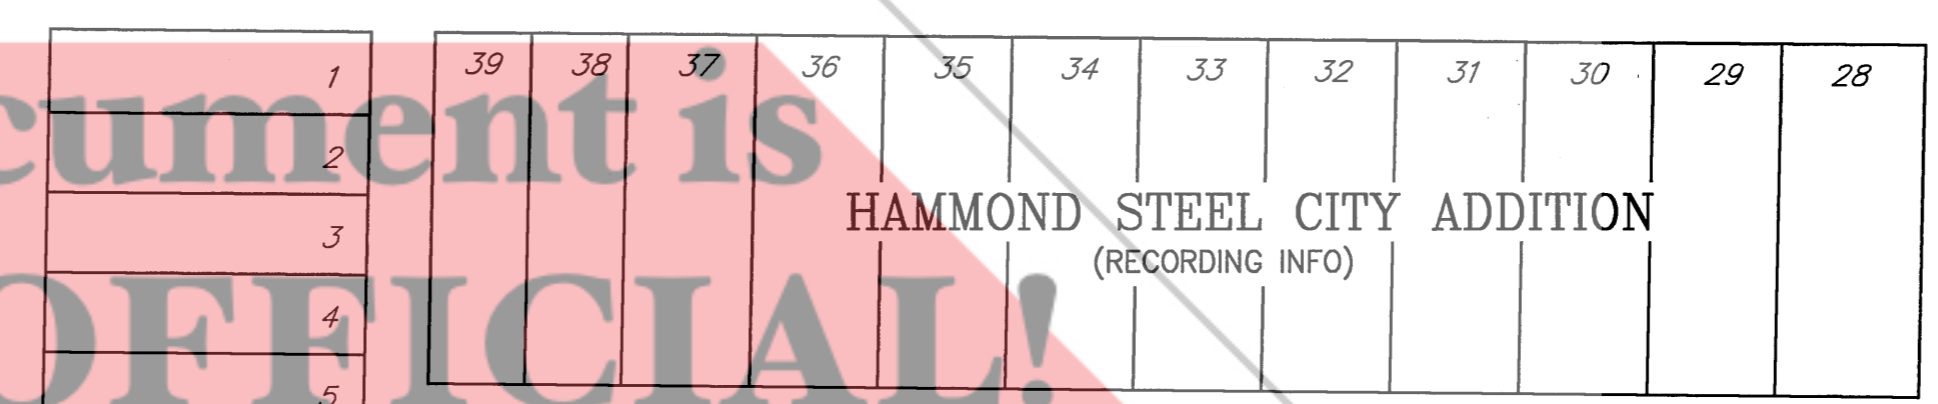 1
2
3
4
5
39 38 37 36 35 34 33 32 31 30 29 28
HAMMOND STEEL CITY ADDITION
(RECORDING INFO)
cument is
OFFICIAL!